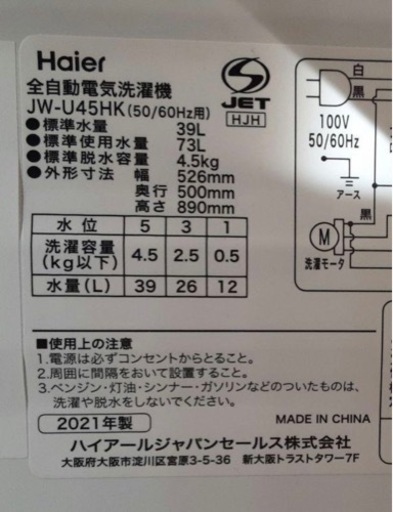 Haier
全自動電気洗濯機
JW-U45HK(50/60Hz用)
●標準水量 39L
●標準使用水量 73L
●標準脱水容量 4.5kg
●外形寸法 幅 526mm
奥行 500mm
高さ 890mm
S
JET
HJH
白
黒
100V
50/60Hz
アース
黒
M
洗濯モータ
水位 5 3 1
洗濯容量(kg以下) 4.5 2.5 0.5
水量(L) 39 26 12
■使用上の注意
1.電源は必ずコンセントからとること。
2.周囲に間隔をおいて設置すること。
3.ベンジン・灯油・シンナー・ガソリンなどのついたものは、
洗濯や脱水をしないでください。
2021年製
MADE IN CHINA
ハイアールジャパンセールス株式会社
大阪府大阪市淀川区宮原3-5-36 新大阪トラストタワー7F